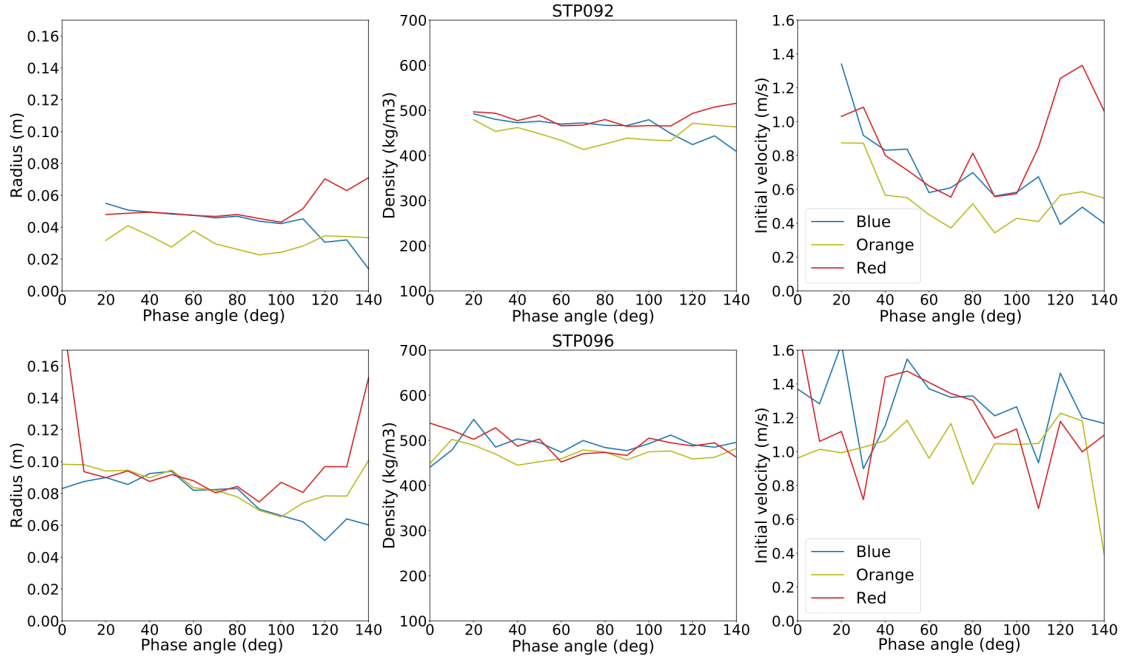 STP092
Radius (m)
0.16
0.14
0.12
0.10
0.08
0.06
0.04
0.02
0.00
0 20 40 60 80 100 120 140
Phase angle (deg)
Density (kg/m3)
700
600
500
400
300
200
100
0 20 40 60 80 100 120 140
Phase angle (deg)
Initial velocity (m/s)
1.6
1.4
1.2
1.0
0.8
0.6
0.4
0.2
0.0
Blue
Orange
Red
0 20 40 60 80 100 120 140
Phase angle (deg)
STP096
Radius (m)
0.16
0.14
0.12
0.10
0.08
0.06
0.04
0.02
0.00
0 20 40 60 80 100 120 140
Phase angle (deg)
Density (kg/m3)
700
600
500
400
300
200
100
0 20 40 60 80 100 120 140
Phase angle (deg)
Initial velocity (m/s)
1.6
1.4
1.2
1.0
0.8
0.6
0.4
0.2
0.0
Blue
Orange
Red
0 20 40 60 80 100 120 140
Phase angle (deg)